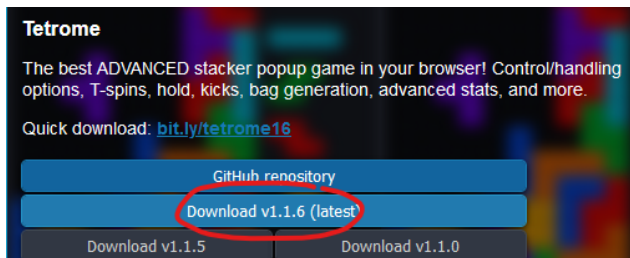 Tetrome
The best ADVANCED stacker popup game in your browser! Control/handling
options, T-spins, hold, kicks, bag generation, advanced stats, and more.
Quick download: bit.ly/tetrome16
GitHub repository
Download v1.1.6 (latest)
Download v1.1.5
Download v1.1.0